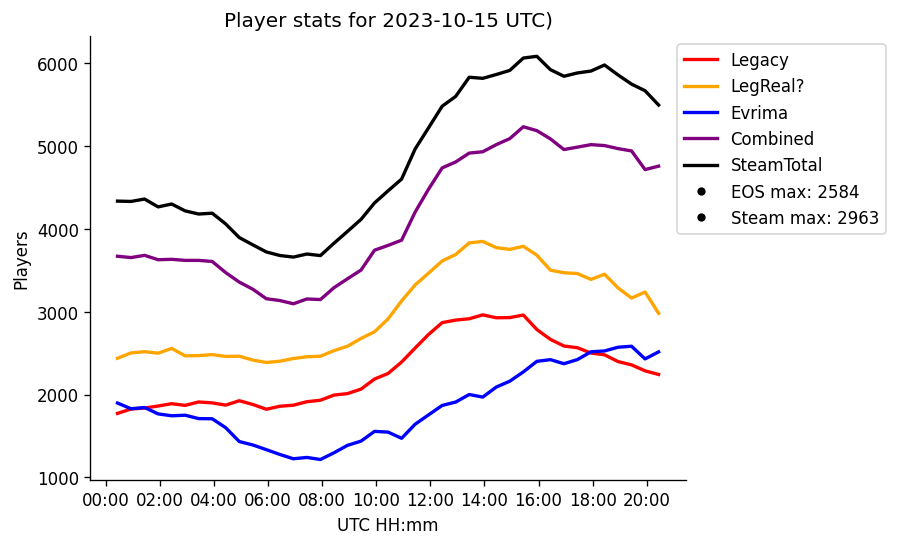 Player stats for 2023-10-15 UTC)
Legacy
LegReal?
Evrima
Combined
SteamTotal
EOS max: 2584
Steam max: 2963
Players
6000
5000
4000
3000
2000
1000
00:00 02:00 04:00 06:00 08:00 10:00 12:00 14:00 16:00 18:00 20:00
UTC HH:mm